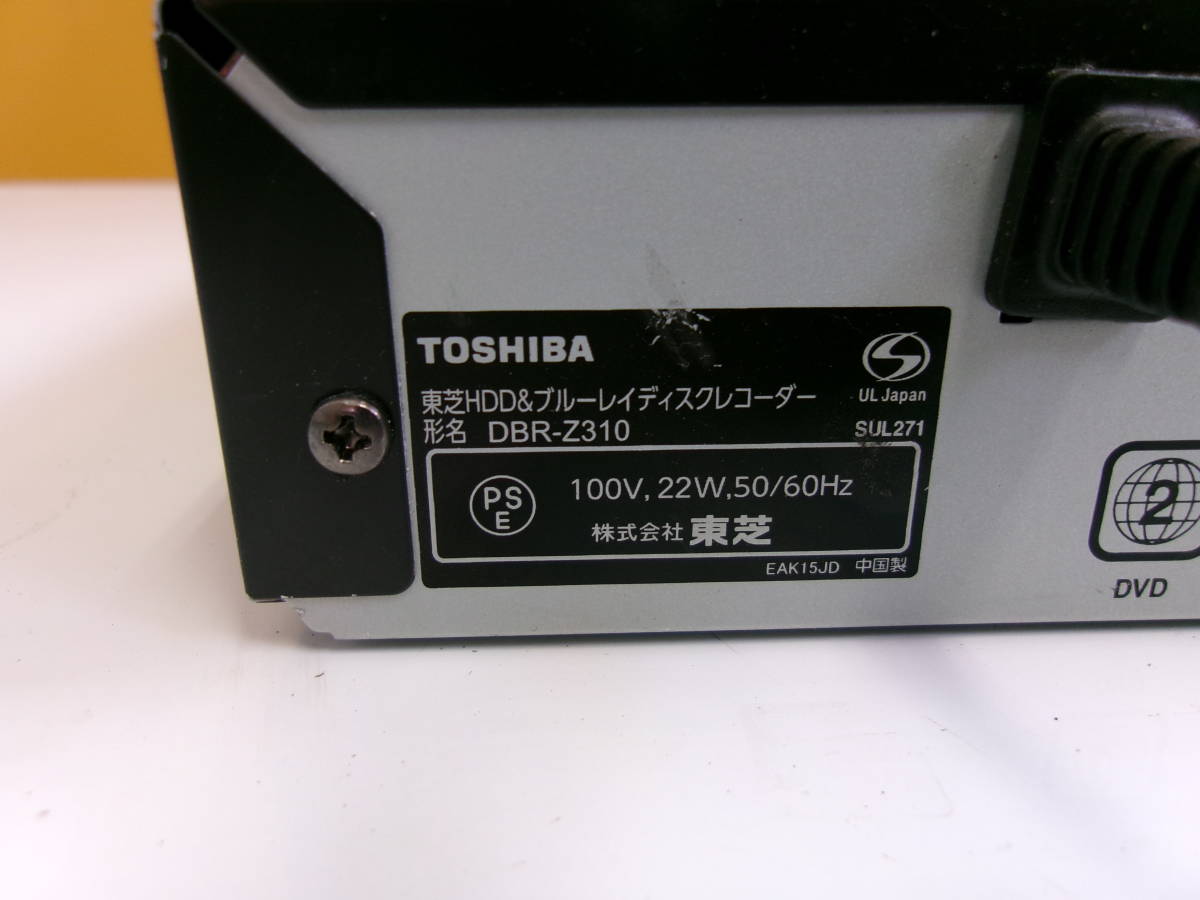 TOSHIBA
東芝HDD&ブルーレイディスクレコーダー
形名 DBR-Z310
S
UL Japan
SUL271
PS
E
100V, 22W, 50/60Hz
株式会社 東芝
EAK15JD 中国製
2
DVD